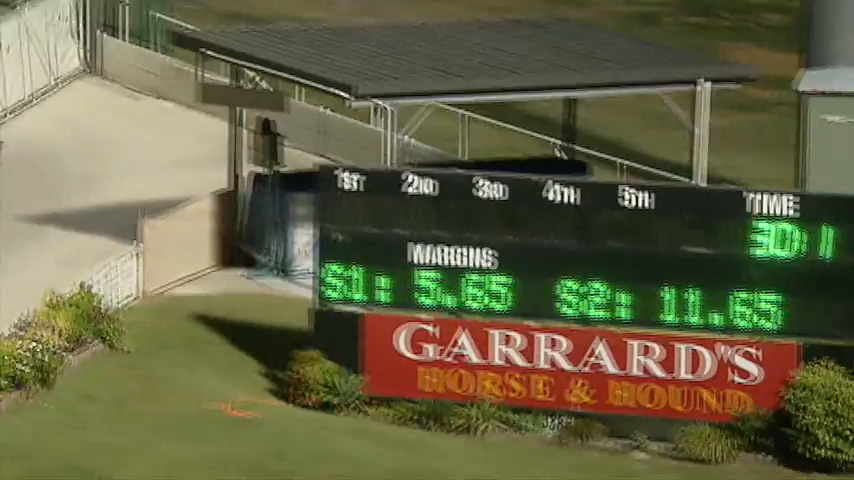 1ST 2ND 3RD 4TH 5TH TIME
30:1
MARGINS
S1: 5.65 S2: 11.65
GARRARD'S
HORSE & HOUND